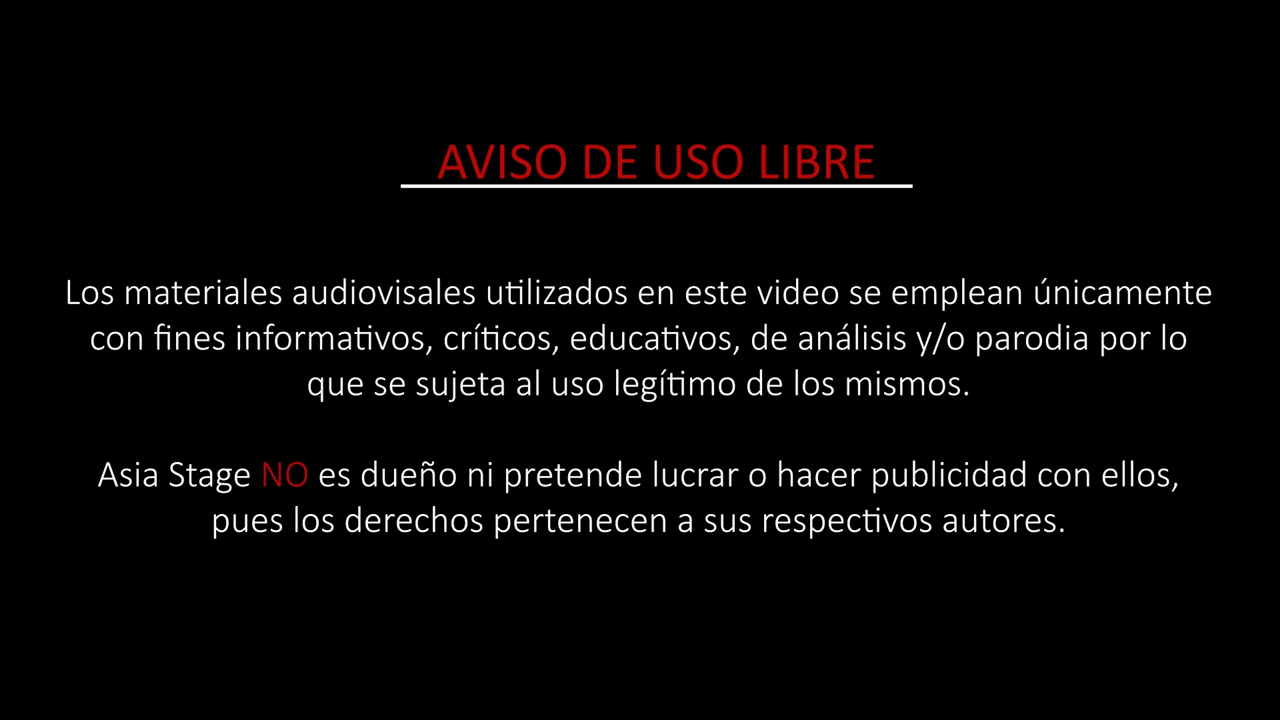 AVISO DE USO LIBRE
Los materiales audiovisales utilizados en este video se emplean únicamente
con fines informativos, críticos, educativos, de análisis y/o parodia por lo
que se sujeta al uso legítimo de los mismos.
Asia Stage NO es dueño ni pretende lucrar o hacer publicidad con ellos,
pues los derechos pertenecen a sus respectivos autores.